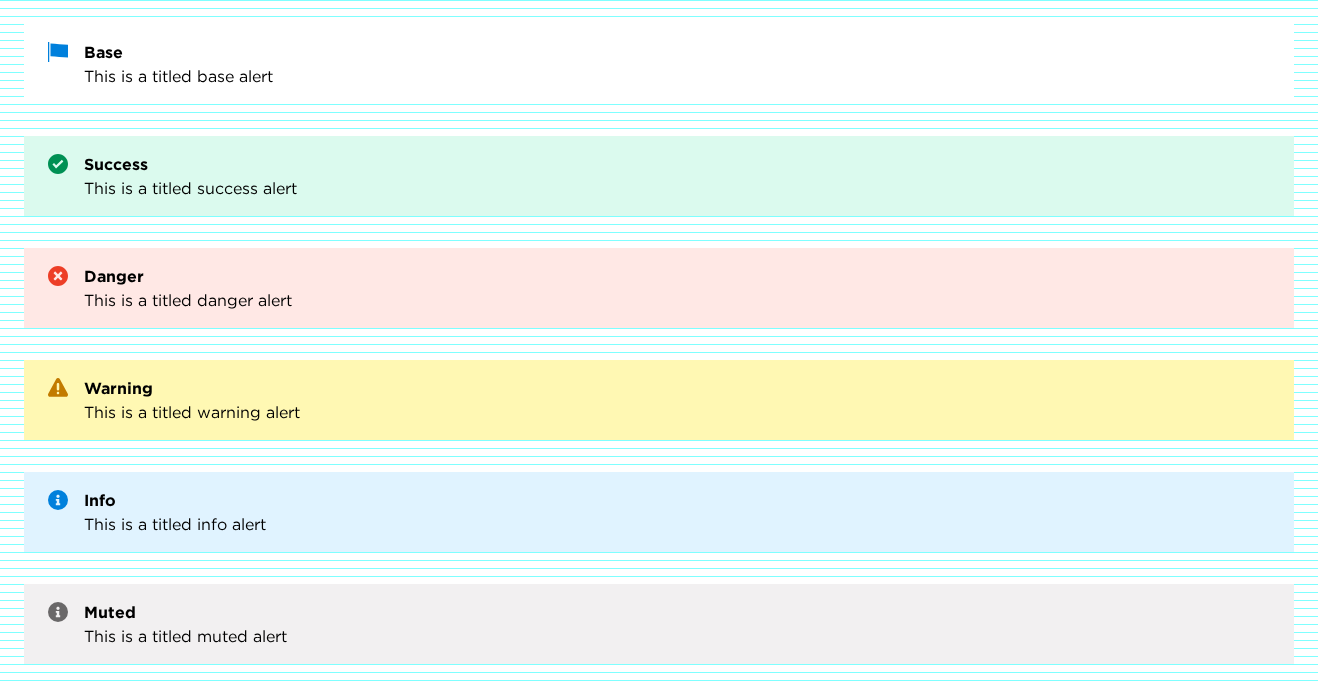 Base
This is a titled base alert
Success
This is a titled success alert
Danger
This is a titled danger alert
Warning
This is a titled warning alert
Info
This is a titled info alert
Muted
This is a titled muted alert